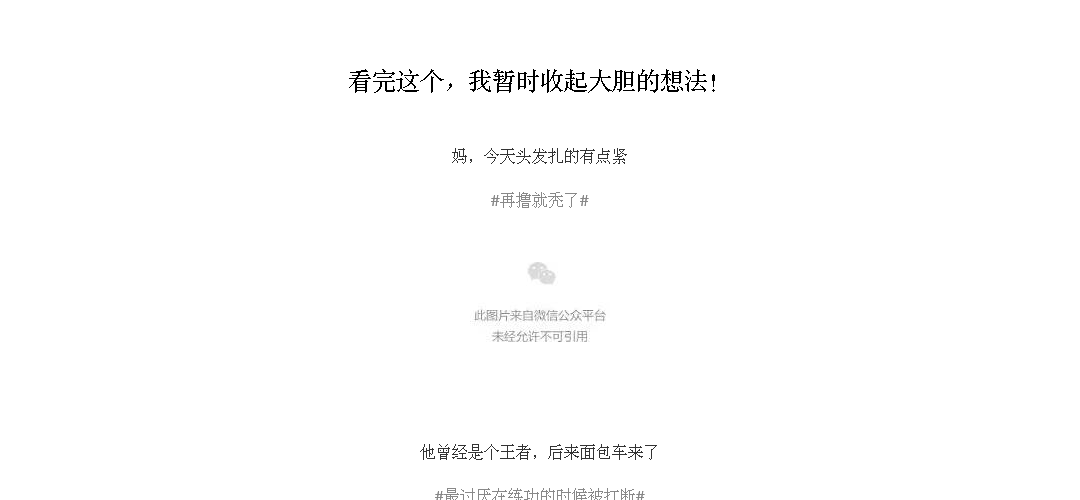 看完这个，我暂时收起大胆的想法！
妈，今天头发扎的有点紧
#再撸就秃了#
此图片来自微信公众平台
未经允许不可引用
他曾经是个王者，后来面包车来了
#最讨厌在练功的时候被打断#